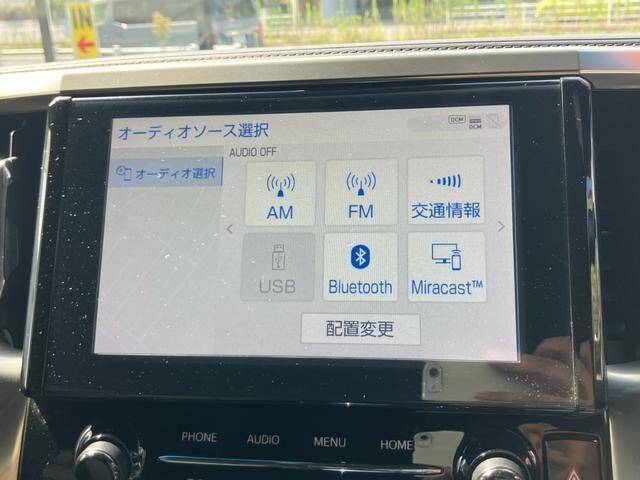 IN
オーディオソース選択
DCM
DCM
AUDIO OFF
オーディオ選択
AM
FM
交通情報
USB
Bluetooth
Miracast™
配置変更
PHONE
AUDIO
MENU
HOME